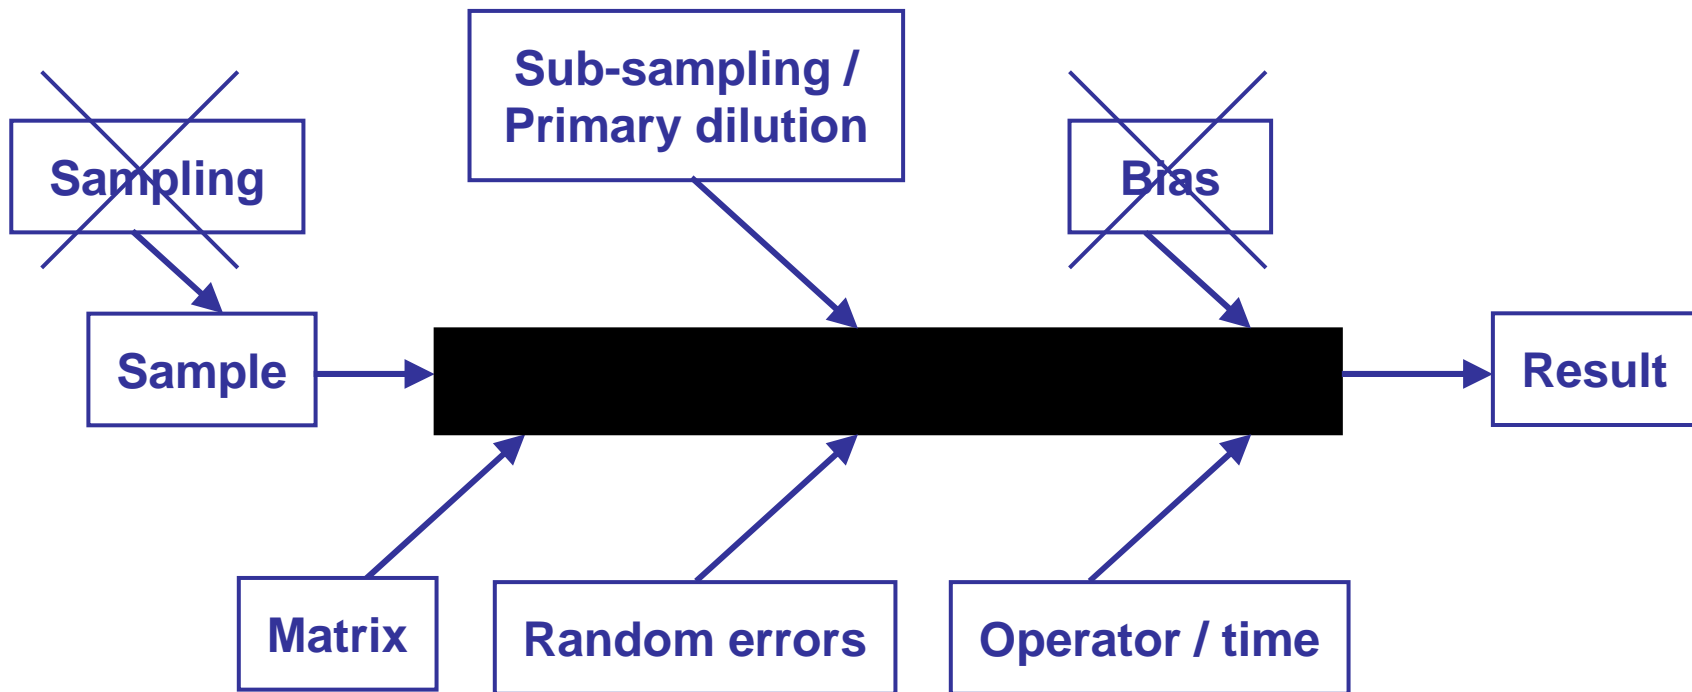 Sub-sampling /
Primary dilution
Sampling
Bias
Sample
Result
Matrix
Random errors
Operator / time